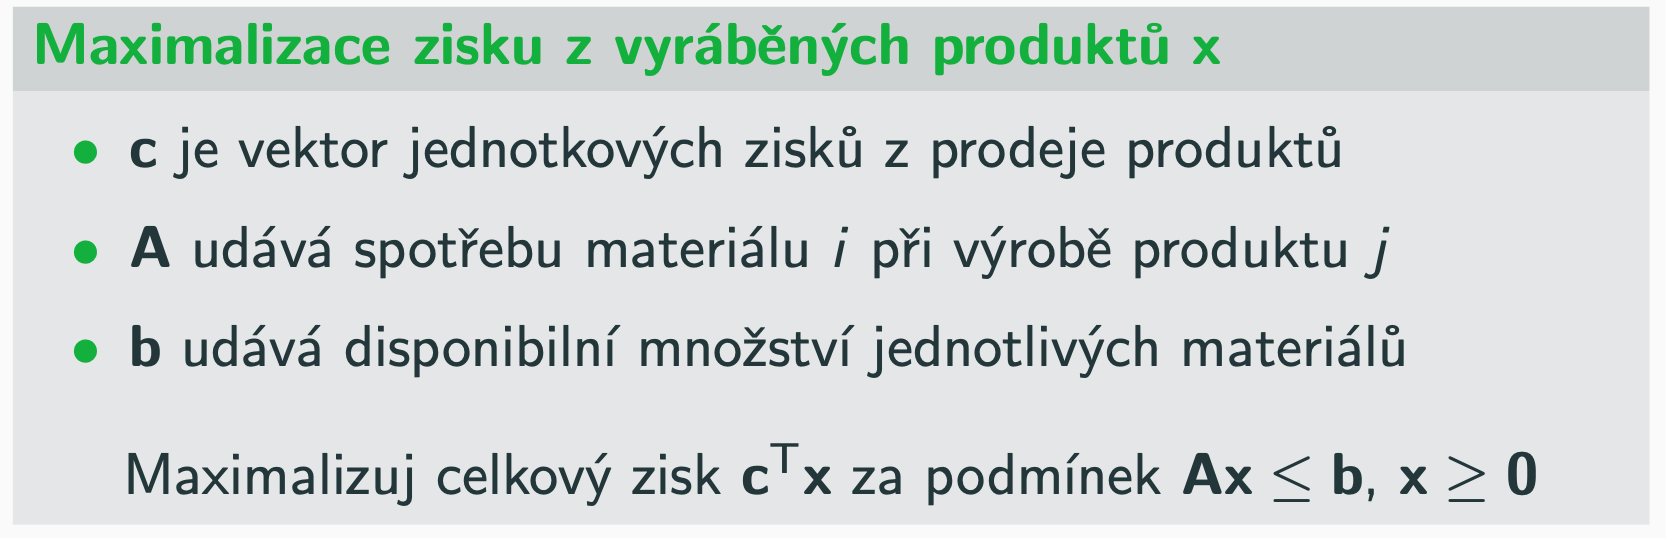 Maximalizace zisku z vyráběných produktů x
• c je vektor jednotkových zisků z prodeje produktů
• A udává spotřebu materiálu i při výrobě produktu j
• b udává disponibilní množství jednotlivých materiálů
Maximalizuj celkový zisk c⊤x za podmínek Ax ≤ b, x ≥ 0